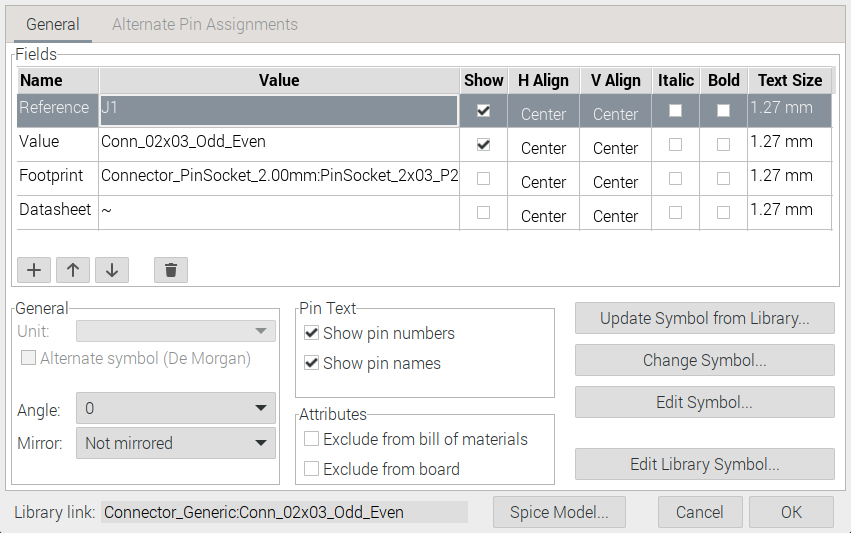 General Alternate Pin Assignments
Fields
Name Value Show H Align V Align Italic Bold Text Size
Reference J1 Center Center 1.27 mm
Value Conn_02x03_Odd_Even Center Center 1.27 mm
Footprint Connector_PinSocket_2.00mm:PinSocket_2x03_P2 Center Center 1.27 mm
Datasheet ~ Center Center 1.27 mm
General
Unit:
Alternate symbol (De Morgan)
Angle: 0
Mirror: Not mirrored
Pin Text
Show pin numbers
Show pin names
Attributes
Exclude from bill of materials
Exclude from board
Update Symbol from Library...
Change Symbol...
Edit Symbol...
Edit Library Symbol...
Library link: Connector_Generic:Conn_02x03_Odd_Even
Spice Model... Cancel OK